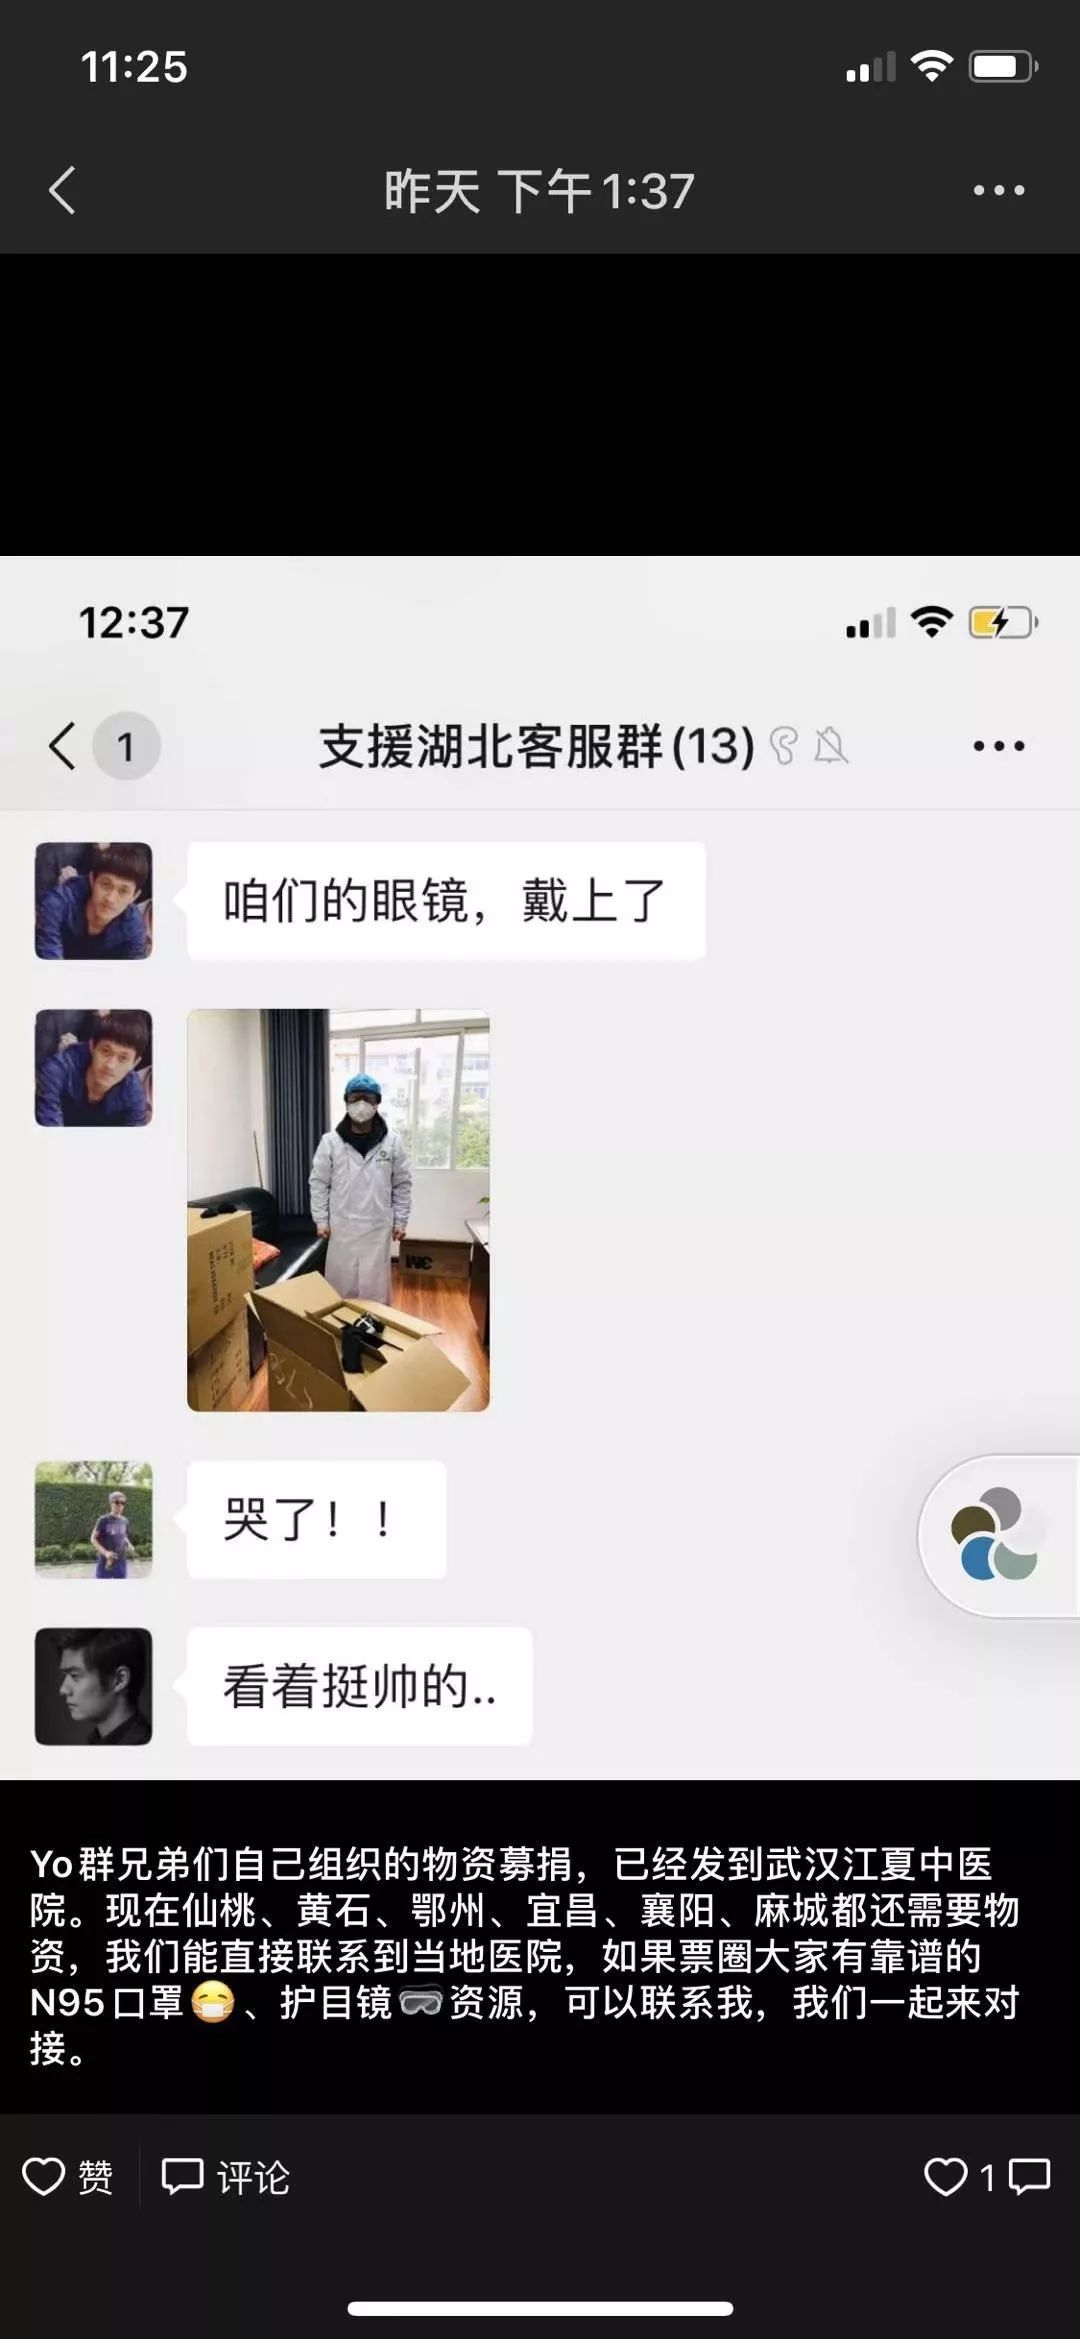 11:25
昨天 下午1:37
12:37
1
支援湖北客服群(13)
咱们的眼镜，戴上了
3M
哭了！！
看着挺帅的..
Yo群兄弟们自己组织的物资募捐，已经发到武汉江夏中医
院。现在仙桃、黄石、鄂州、宜昌、襄阳、麻城都还需要物
资，我们能直接联系到当地医院，如果票圈大家有靠谱的
N95口罩😷、护目镜🥽资源，可以联系我，我们一起来对
接。
赞
评论
1